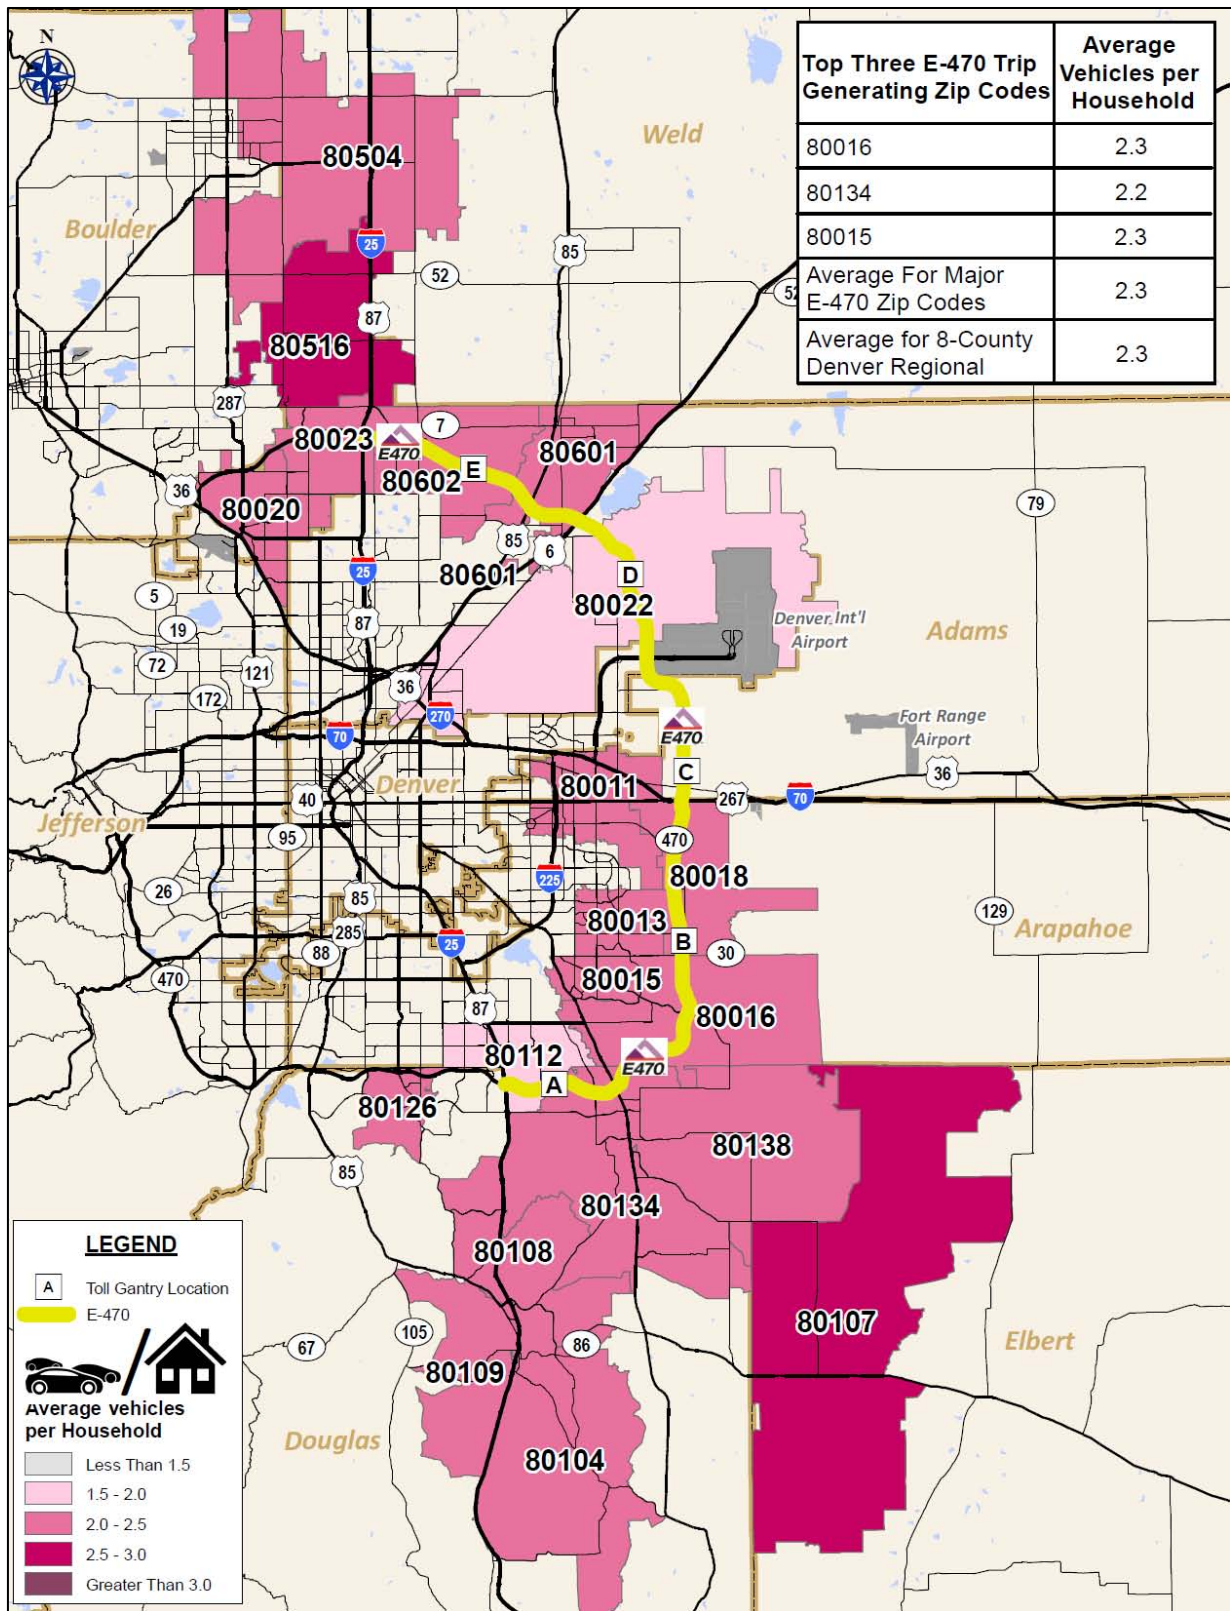 N
Top Three E-470 Trip
Generating Zip Codes
Average
Vehicles per
Household
80016
2.3
80134
2.2
80015
2.3
Average For Major
E-470 Zip Codes
2.3
Average for 8-County
Denver Regional
2.3
Weld
80504
Boulder
25
85
52
52
87
80516
287
7
80023
E470
80601
80602
E
36
80020
79
85
6
25
80601
D
5
80022
87
19
Denver Int'l
Airport
Adams
72
121
36
172
270
E470
Fort Range
Airport
70
C
36
Denver
80011
40
267
70
Jefferson
95
470
225
80018
26
85
80013
129
Arapahoe
285
25
B
88
30
470
80015
87
80016
80112
E470
A
80126
80138
85
80134
LEGEND
80108
A
Toll Gantry Location
E-470
80107
105
67
86
Elbert
80109
Average Vehicles
per Household
Douglas
80104
Less Than 1.5
1.5 - 2.0
2.0 - 2.5
2.5 - 3.0
Greater Than 3.0